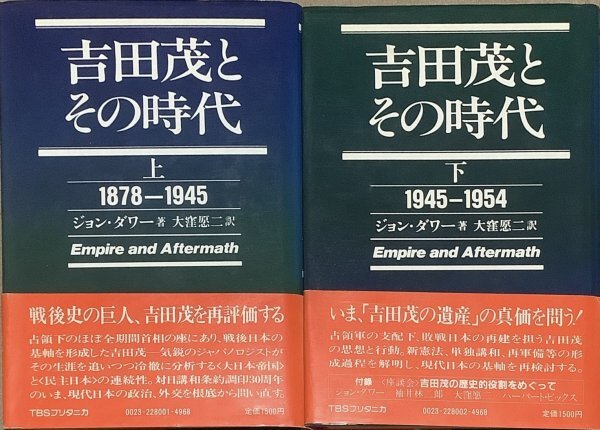 吉田茂と
その時代
上
1878−1945
ジョン・ダワー著 大窪愿二訳
Empire and Aftermath
戦後史の巨人、吉田茂を再評価する
占領下のほぼ全期間首相の座にあり、戦後日本の
基軸を形成した吉田茂—気鋭のジャパノロジストが
その生涯を追いつつ冷徹に分析する〈大日本帝国〉
と〈民主日本〉の連続性。対日講和条約調印30周年
のいま、現代日本の政治、外交を根底から問い直す。
TBSブリタニカ 0023-228001-4968 定価1500円
吉田茂と
その時代
下
1945−1954
ジョン・ダワー著 大窪愿二訳
Empire and Aftermath
いま、「吉田茂の遺産」の真価を問う!
占領軍の支配下、敗戦日本の再建を担う吉田茂
の思想と行動。新憲法、単独講和、再軍備等の形
成過程を解明し、現代日本の基軸を再検討する。
付録 〈座談会〉吉田茂の歴史的役割をめぐって
ジョン・ダワー 袖井林二郎 大窪愿二 ハーバート・ビックス
TBSブリタニカ 0023-228002-4968 定価1500円